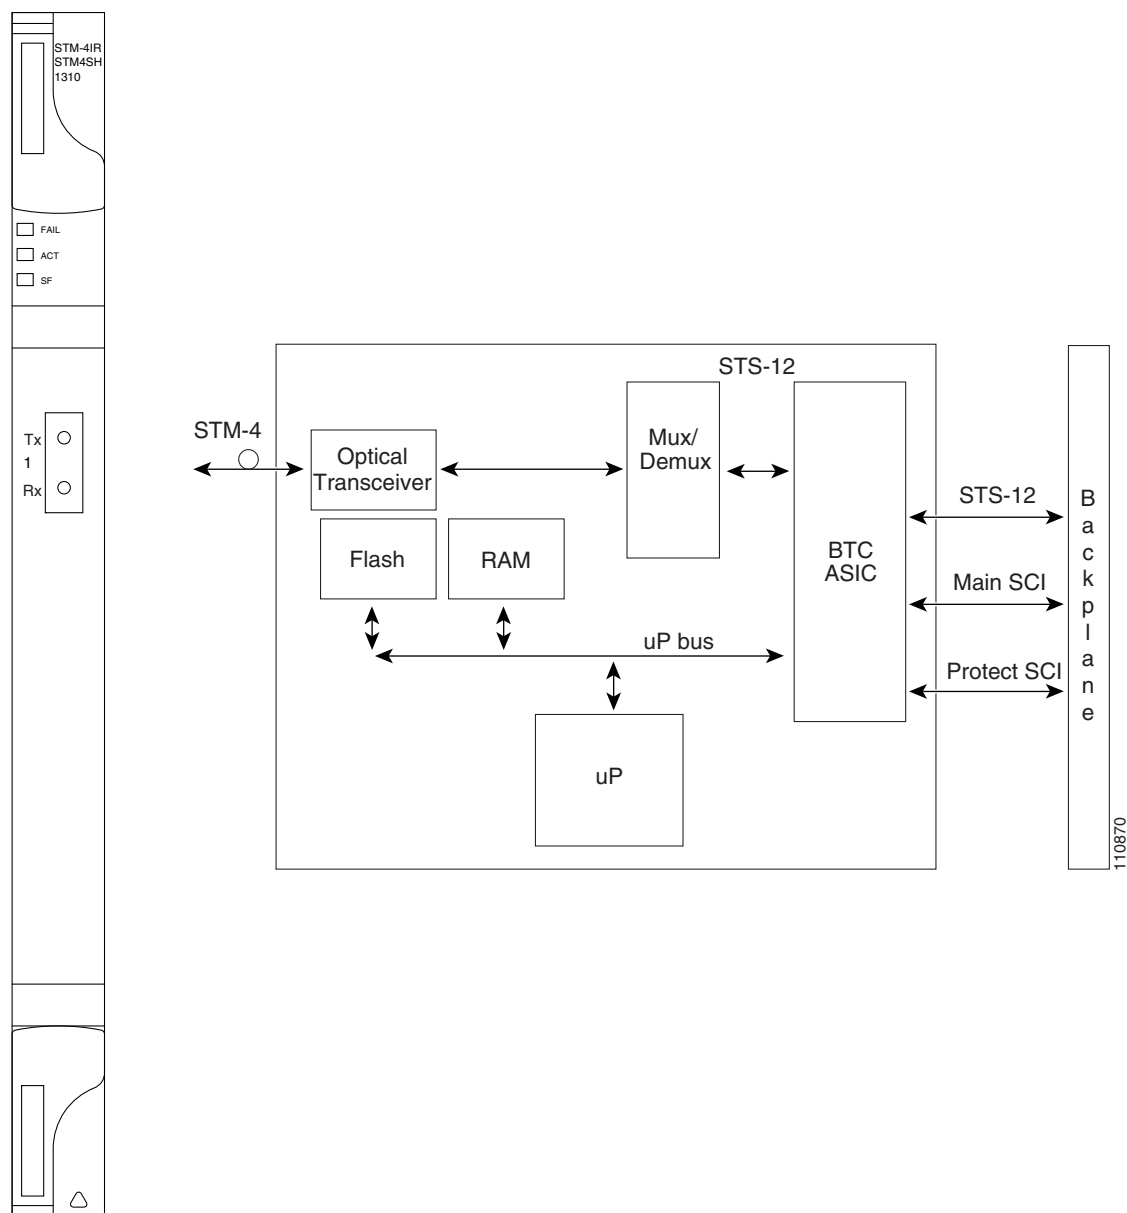 STM-4IR
STM4SH
1310
FAIL
ACT
SF
Tx
1
Rx
STM-4
Optical
Transceiver
Flash
RAM
Mux/
Demux
STS-12
BTC
ASIC
uP bus
uP
STS-12
Main SCI
Protect SCI
Backplane
110870